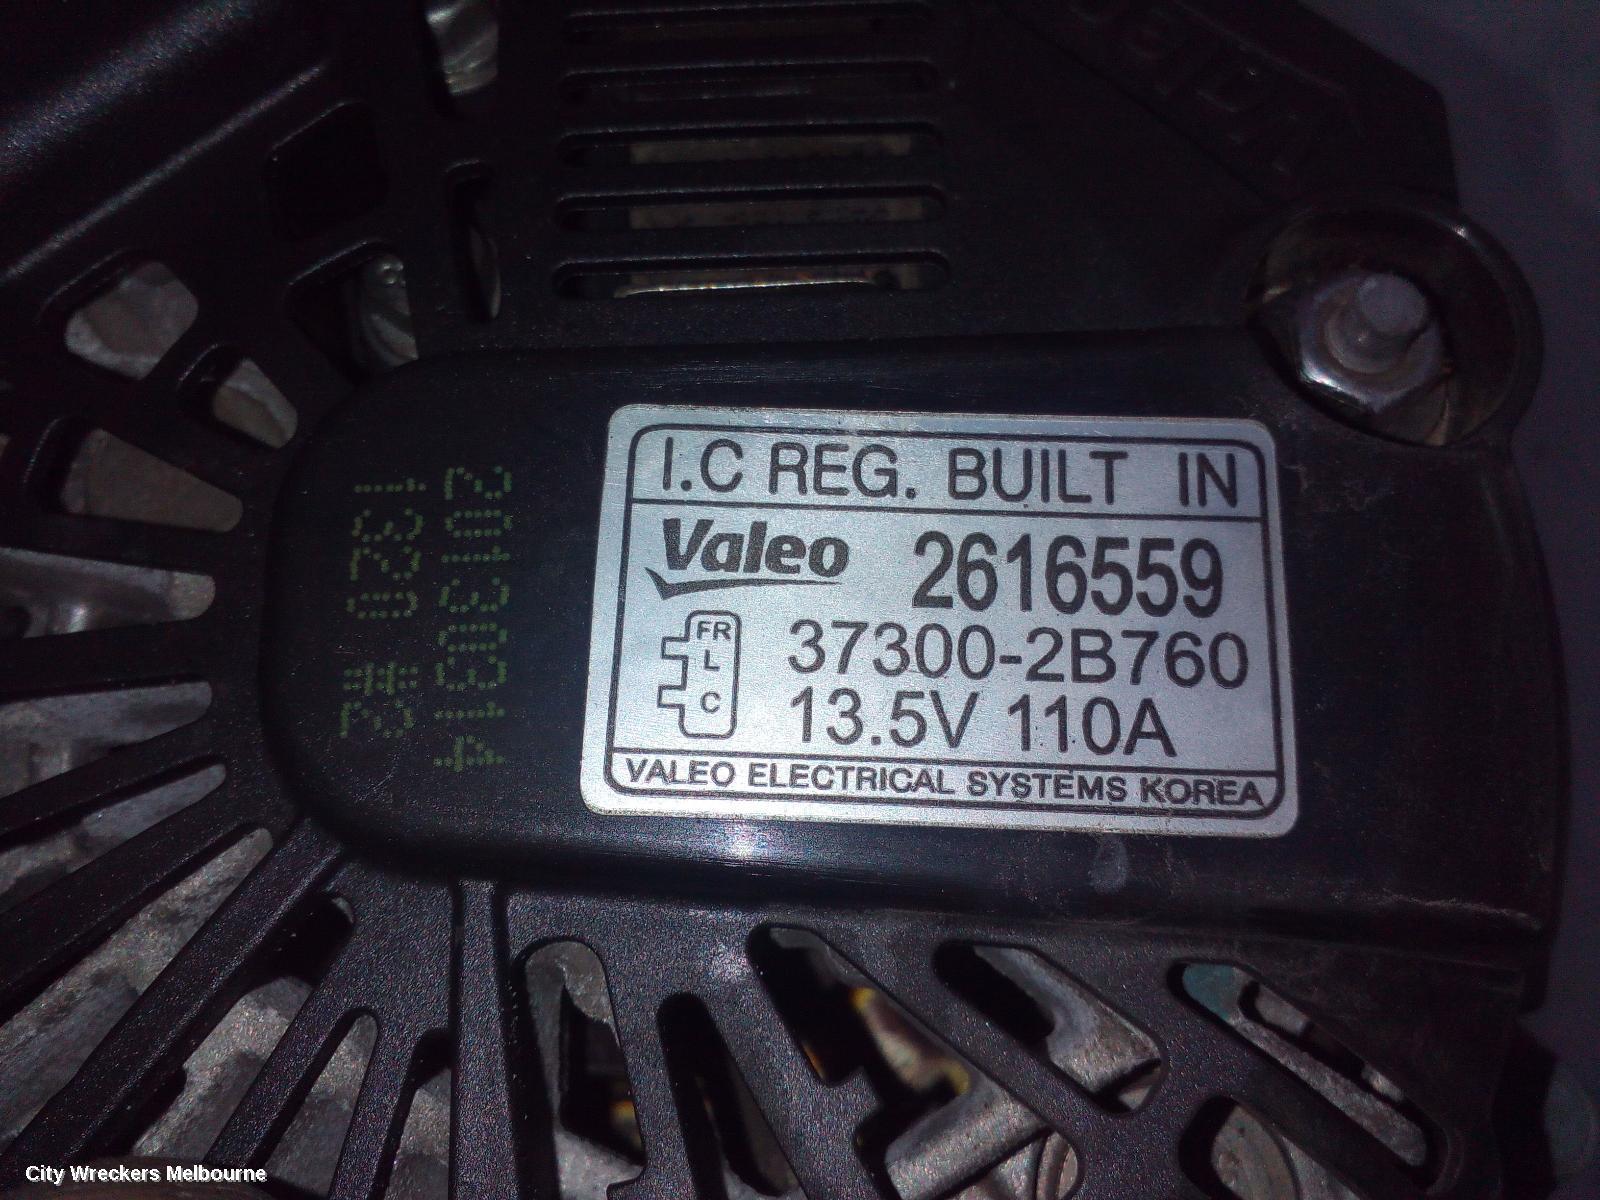 I.C REG. BUILT IN
Valeo 2616559
FR
L
C
37300-2B760
13.5V 110A
VALEO ELECTRICAL SYSTEMS KOREA
City Wreckers Melbourne